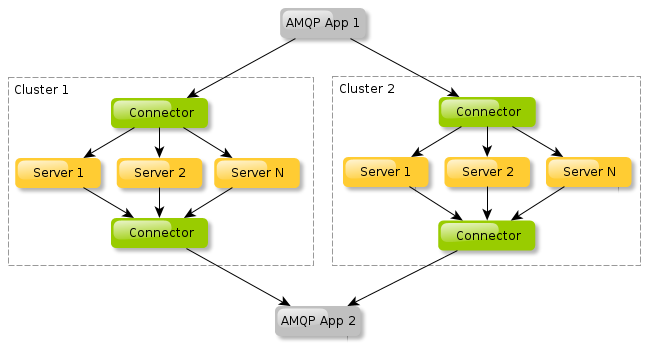 AMQP App 1
Cluster 1
Cluster 2
Connector
Connector
Server 1
Server 2
Server N
Server 1
Server 2
Server N
Connector
Connector
AMQP App 2